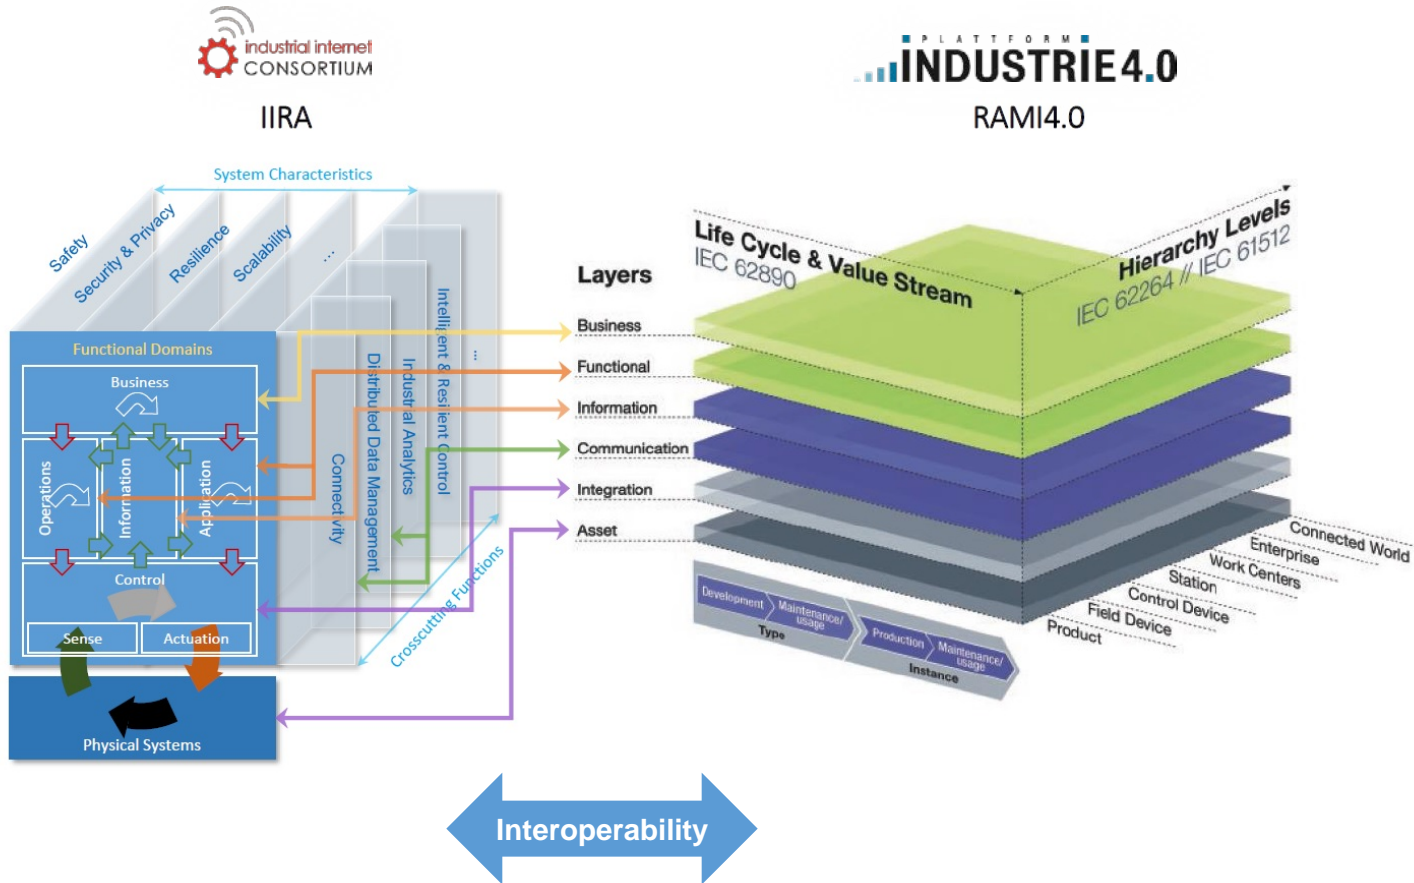 industrial internet
CONSORTIUM
IIRA
PLATTFORM
INDUSTRIE4.0
RAMI4.0
System Characteristics
Safety
Security & Privacy
Resilience
Scalability
...
Functional Domains
Business
Operations
Information
Application
Control
Sense
Actuation
Physical Systems
Connectivity
Distributed Data Management
Industrial Analytics
Intelligent & Resilient Control
...
Crosscutting Functions
Layers
Business
Functional
Information
Communication
Integration
Asset
Life Cycle & Value Stream
IEC 62890
Hierarchy Levels
IEC 62264 // IEC 61512
Connected World
Enterprise
Work Centers
Station
Control Device
Field Device
Product
Development
Maintenance/
usage
Type
Production
Maintenance/
usage
Instance
Interoperability